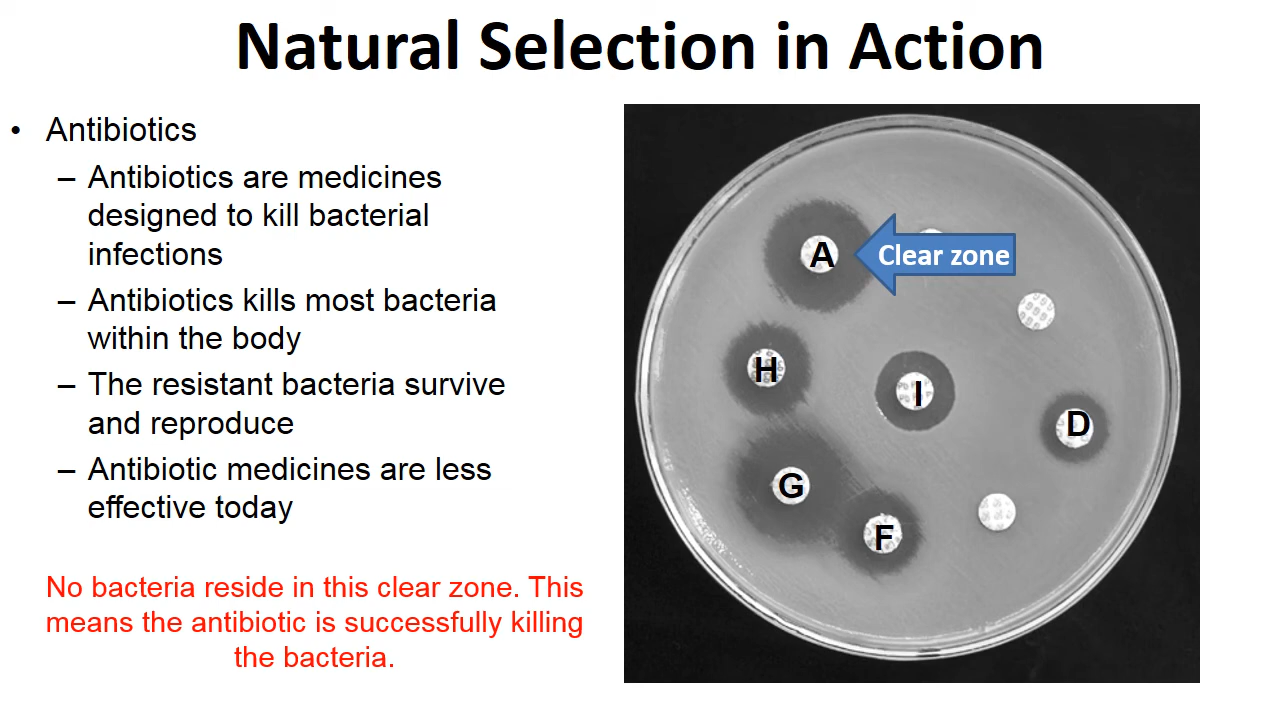 Natural Selection in Action
• Antibiotics
– Antibiotics are medicines
designed to kill bacterial
infections
– Antibiotics kills most bacteria
within the body
– The resistant bacteria survive
and reproduce
– Antibiotic medicines are less
effective today
No bacteria reside in this clear zone. This
means the antibiotic is successfully killing
the bacteria.
A
Clear zone
H
I
D
G
F